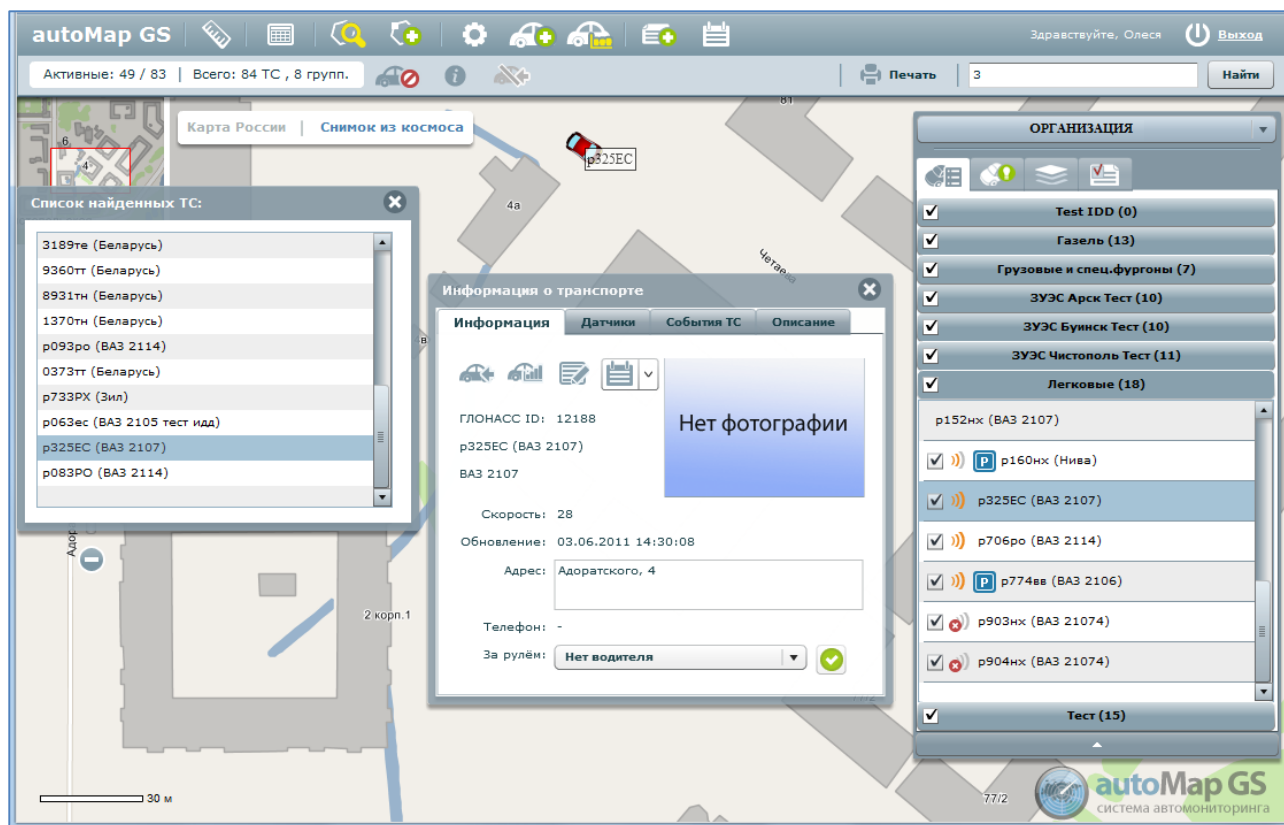 autoMap GS
Здравствуйте, Олеся
Выход
Активные: 49 / 83 | Всего: 84 ТС , 8 групп.
Печать
3
Найти
Карта России | Снимок из космоса
6
4
81
р325ЕС
4а
Четаева
в
Список найденных ТС:
3189те (Беларусь)
9360тт (Беларусь)
8931тн (Беларусь)
1370тн (Беларусь)
р093ро (ВАЗ 2114)
0373тт (Беларусь)
р733РХ (Зил)
р063ес (ВАЗ 2105 тест идд)
р325ЕС (ВАЗ 2107)
р083РО (ВАЗ 2114)
Информация о транспорте
Информация
Датчики
События ТС
Описание
Нет фотографии
ГЛОНАСС ID: 12188
р325ЕС (ВАЗ 2107)
ВАЗ 2107
Скорость: 28
Обновление: 03.06.2011 14:30:08
Адрес: Адоратского, 4
Телефон: -
За рулём: Нет водителя
ОРГАНИЗАЦИЯ
Test IDD (0)
Газель (13)
Грузовые и спец.фургоны (7)
ЗУЭС Арск Тест (10)
ЗУЭС Буинск Тест (10)
ЗУЭС Чистополь Тест (11)
Легковые (18)
р152нх (ВАЗ 2107)
P р160нх (Нива)
р325ЕС (ВАЗ 2107)
р706ро (ВАЗ 2114)
P р774вв (ВАЗ 2106)
р903нх (ВАЗ 21074)
р904нх (ВАЗ 21074)
Тест (15)
Адор
2 корп.1
77/2
30 м
77/2
autoMap GS
система автомониторинга